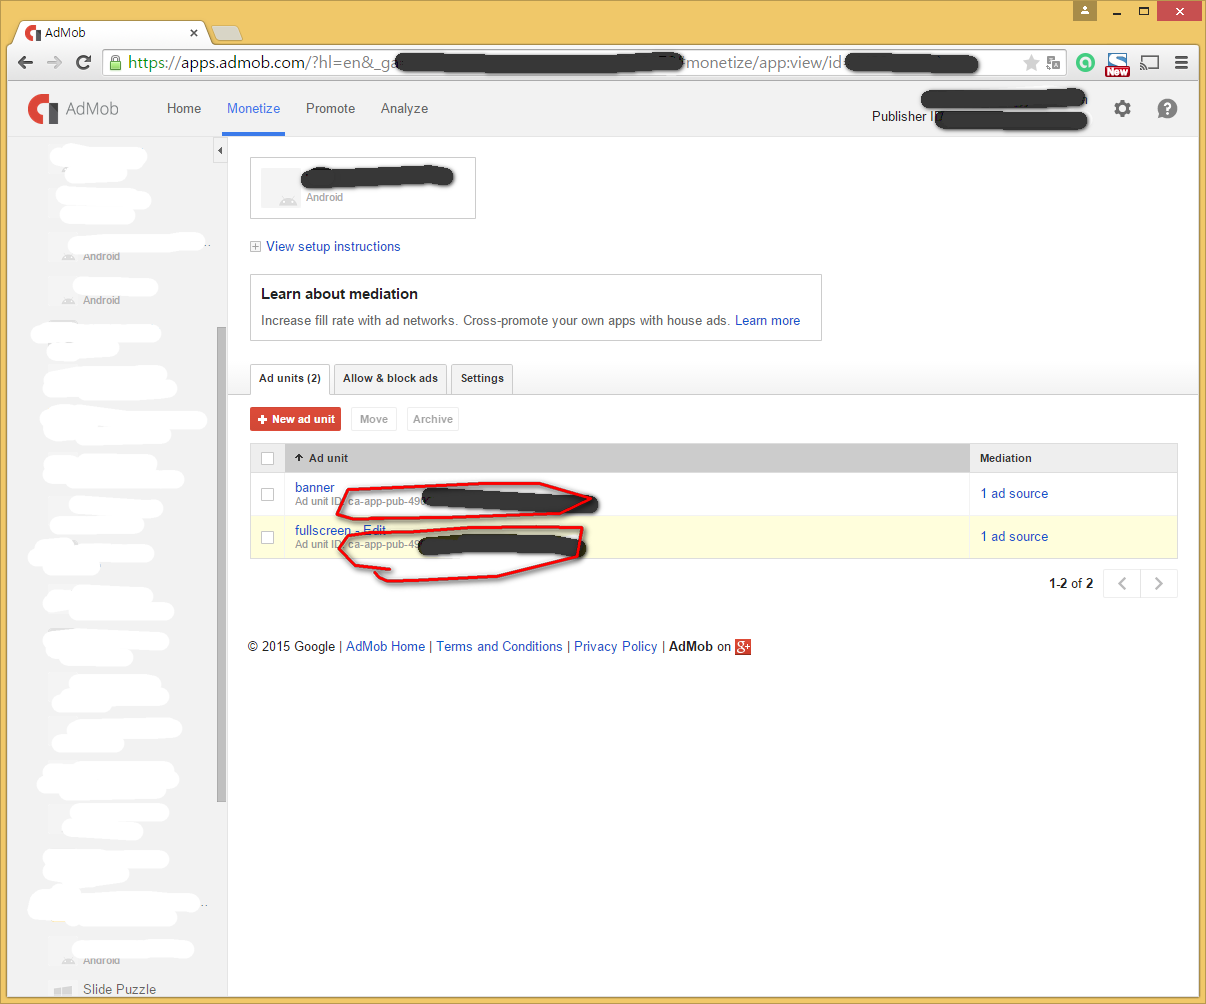 AdMob
https://apps.admob.com/?hl=en&_ga
#monetize/app:view/id
New
AdMob
Home Monetize Promote Analyze
Publisher ID
Android
Android
Android
Android
Slide Puzzle
Android
View setup instructions
Learn about mediation
Increase fill rate with ad networks. Cross-promote your own apps with house ads. Learn more
Ad units (2) Allow & block ads Settings
+ New ad unit Move Archive
Ad unit Mediation
banner
Ad unit ID: ca-app-pub-49 1 ad source
fullscreen - Edit
Ad unit ID: ca-app-pub-49 1 ad source
1-2 of 2
© 2015 Google | AdMob Home | Terms and Conditions | Privacy Policy | AdMob on g+